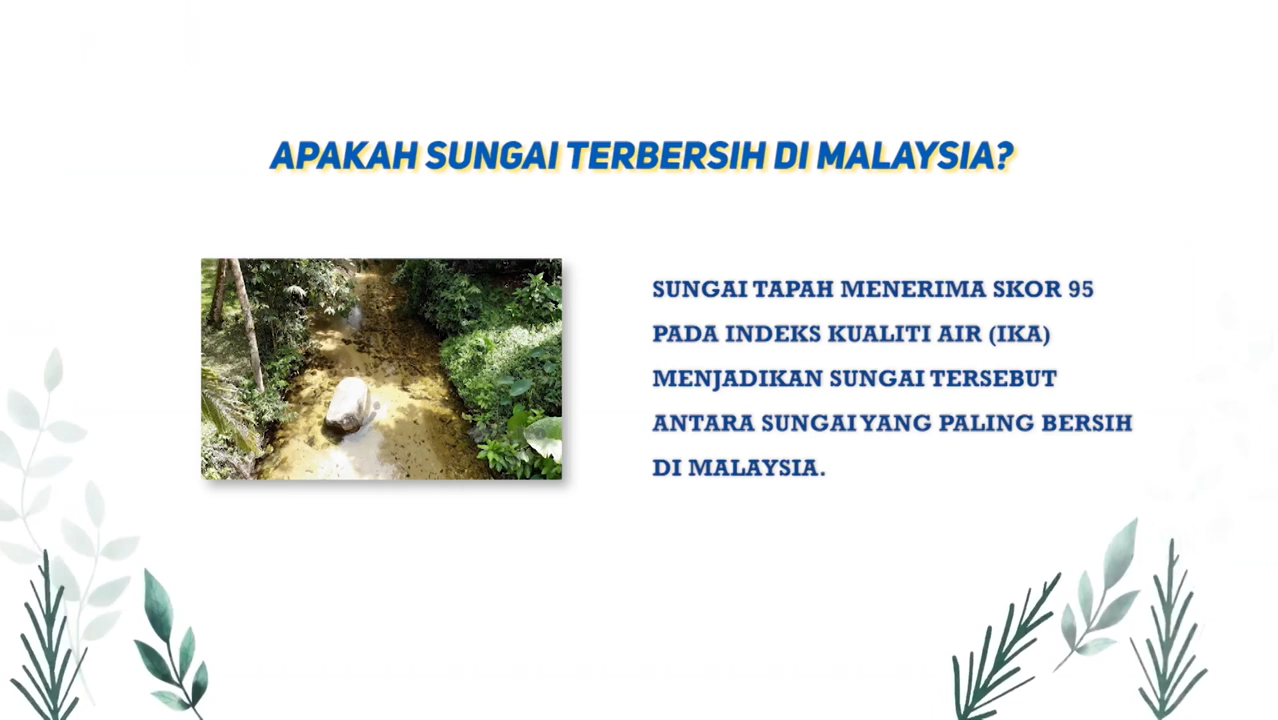 APAKAH SUNGAI TERBERSIH DI MALAYSIA?
SUNGAI TAPAH MENERIMA SKOR 95
PADA INDEKS KUALITI AIR (IKA)
MENJADIKAN SUNGAI TERSEBUT
ANTARA SUNGAI YANG PALING BERSIH
DI MALAYSIA.